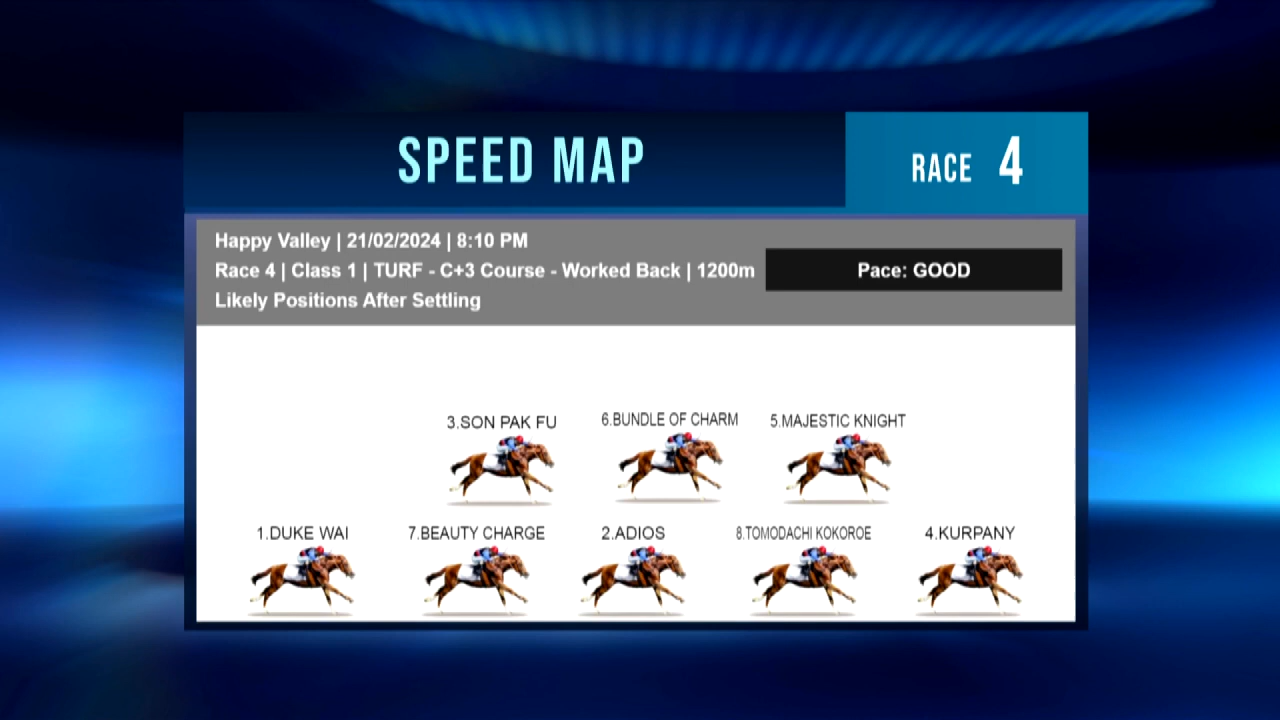 SPEED MAP
RACE 4
Happy Valley | 21/02/2024 | 8:10 PM
Race 4 | Class 1 | TURF - C+3 Course - Worked Back | 1200m
Pace: GOOD
Likely Positions After Settling
3.SON PAK FU
6.BUNDLE OF CHARM
5.MAJESTIC KNIGHT
1.DUKE WAI
7.BEAUTY CHARGE
2.ADIOS
8.TOMODACHI KOKOROE
4.KURPANY